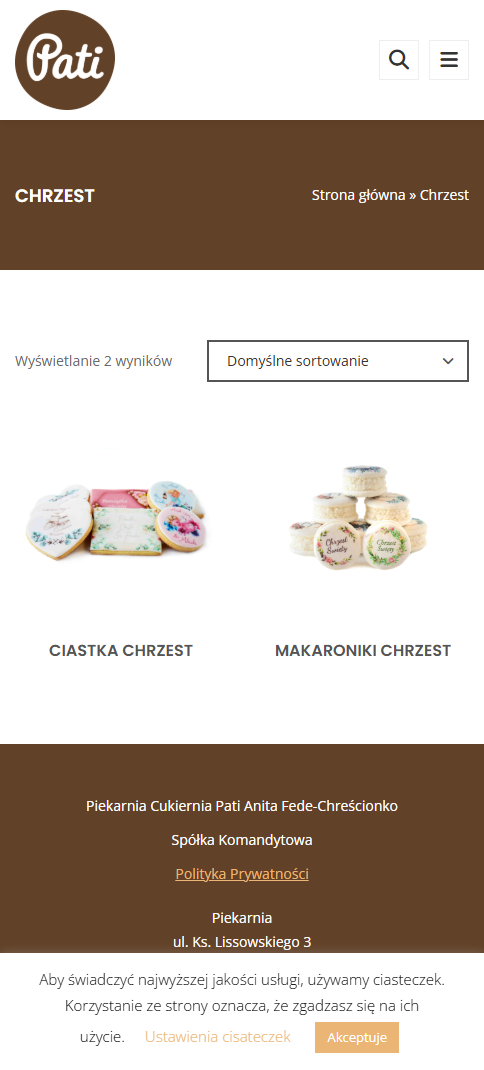 Pati
CHRZEST
Strona główna » Chrzest
Wyświetlanie 2 wyników
Domyślne sortowanie
Chrzest
Święty
Chrzest
Święty
CIASTKA CHRZEST
MAKARONIKI CHRZEST
Piekarnia Cukiernia Pati Anita Fede-Chreścionko
Spółka Komandytowa
Polityka Prywatności
Piekarnia
ul. Ks. Lissowskiego 3
Aby świadczyć najwyższej jakości usługi, używamy ciasteczek.
Korzystanie ze strony oznacza, że zgadzasz się na ich
użycie. Ustawienia cisateczek Akceptuje